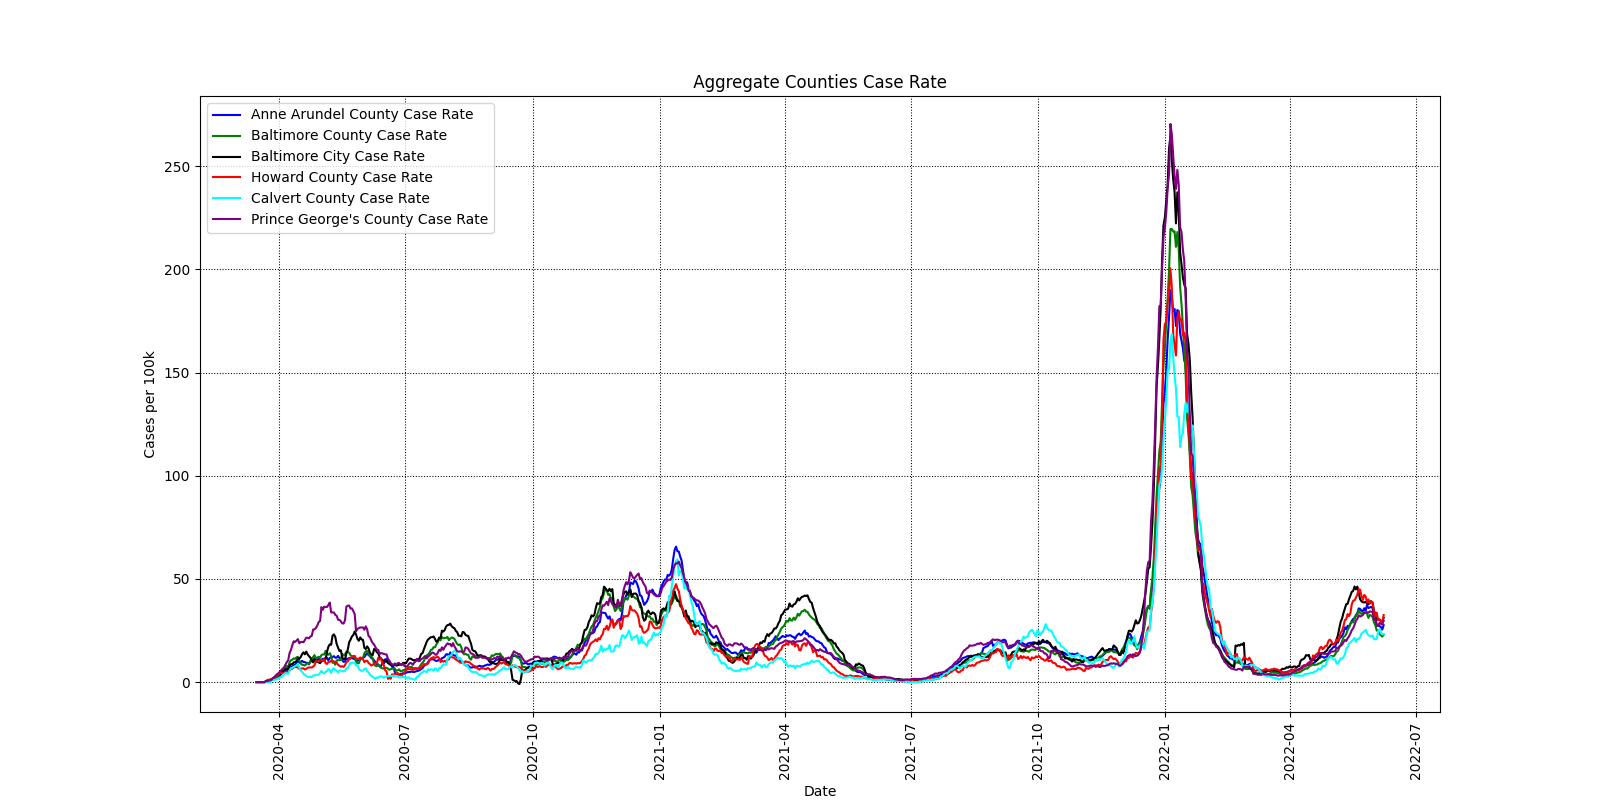 Aggregate Counties Case Rate
Anne Arundel County Case Rate
Baltimore County Case Rate
Baltimore City Case Rate
Howard County Case Rate
Calvert County Case Rate
Prince George's County Case Rate
Cases per 100k
250
200
150
100
50
0
2020-04
2020-07
2020-10
2021-01
2021-04
2021-07
2021-10
2022-01
2022-04
2022-07
Date